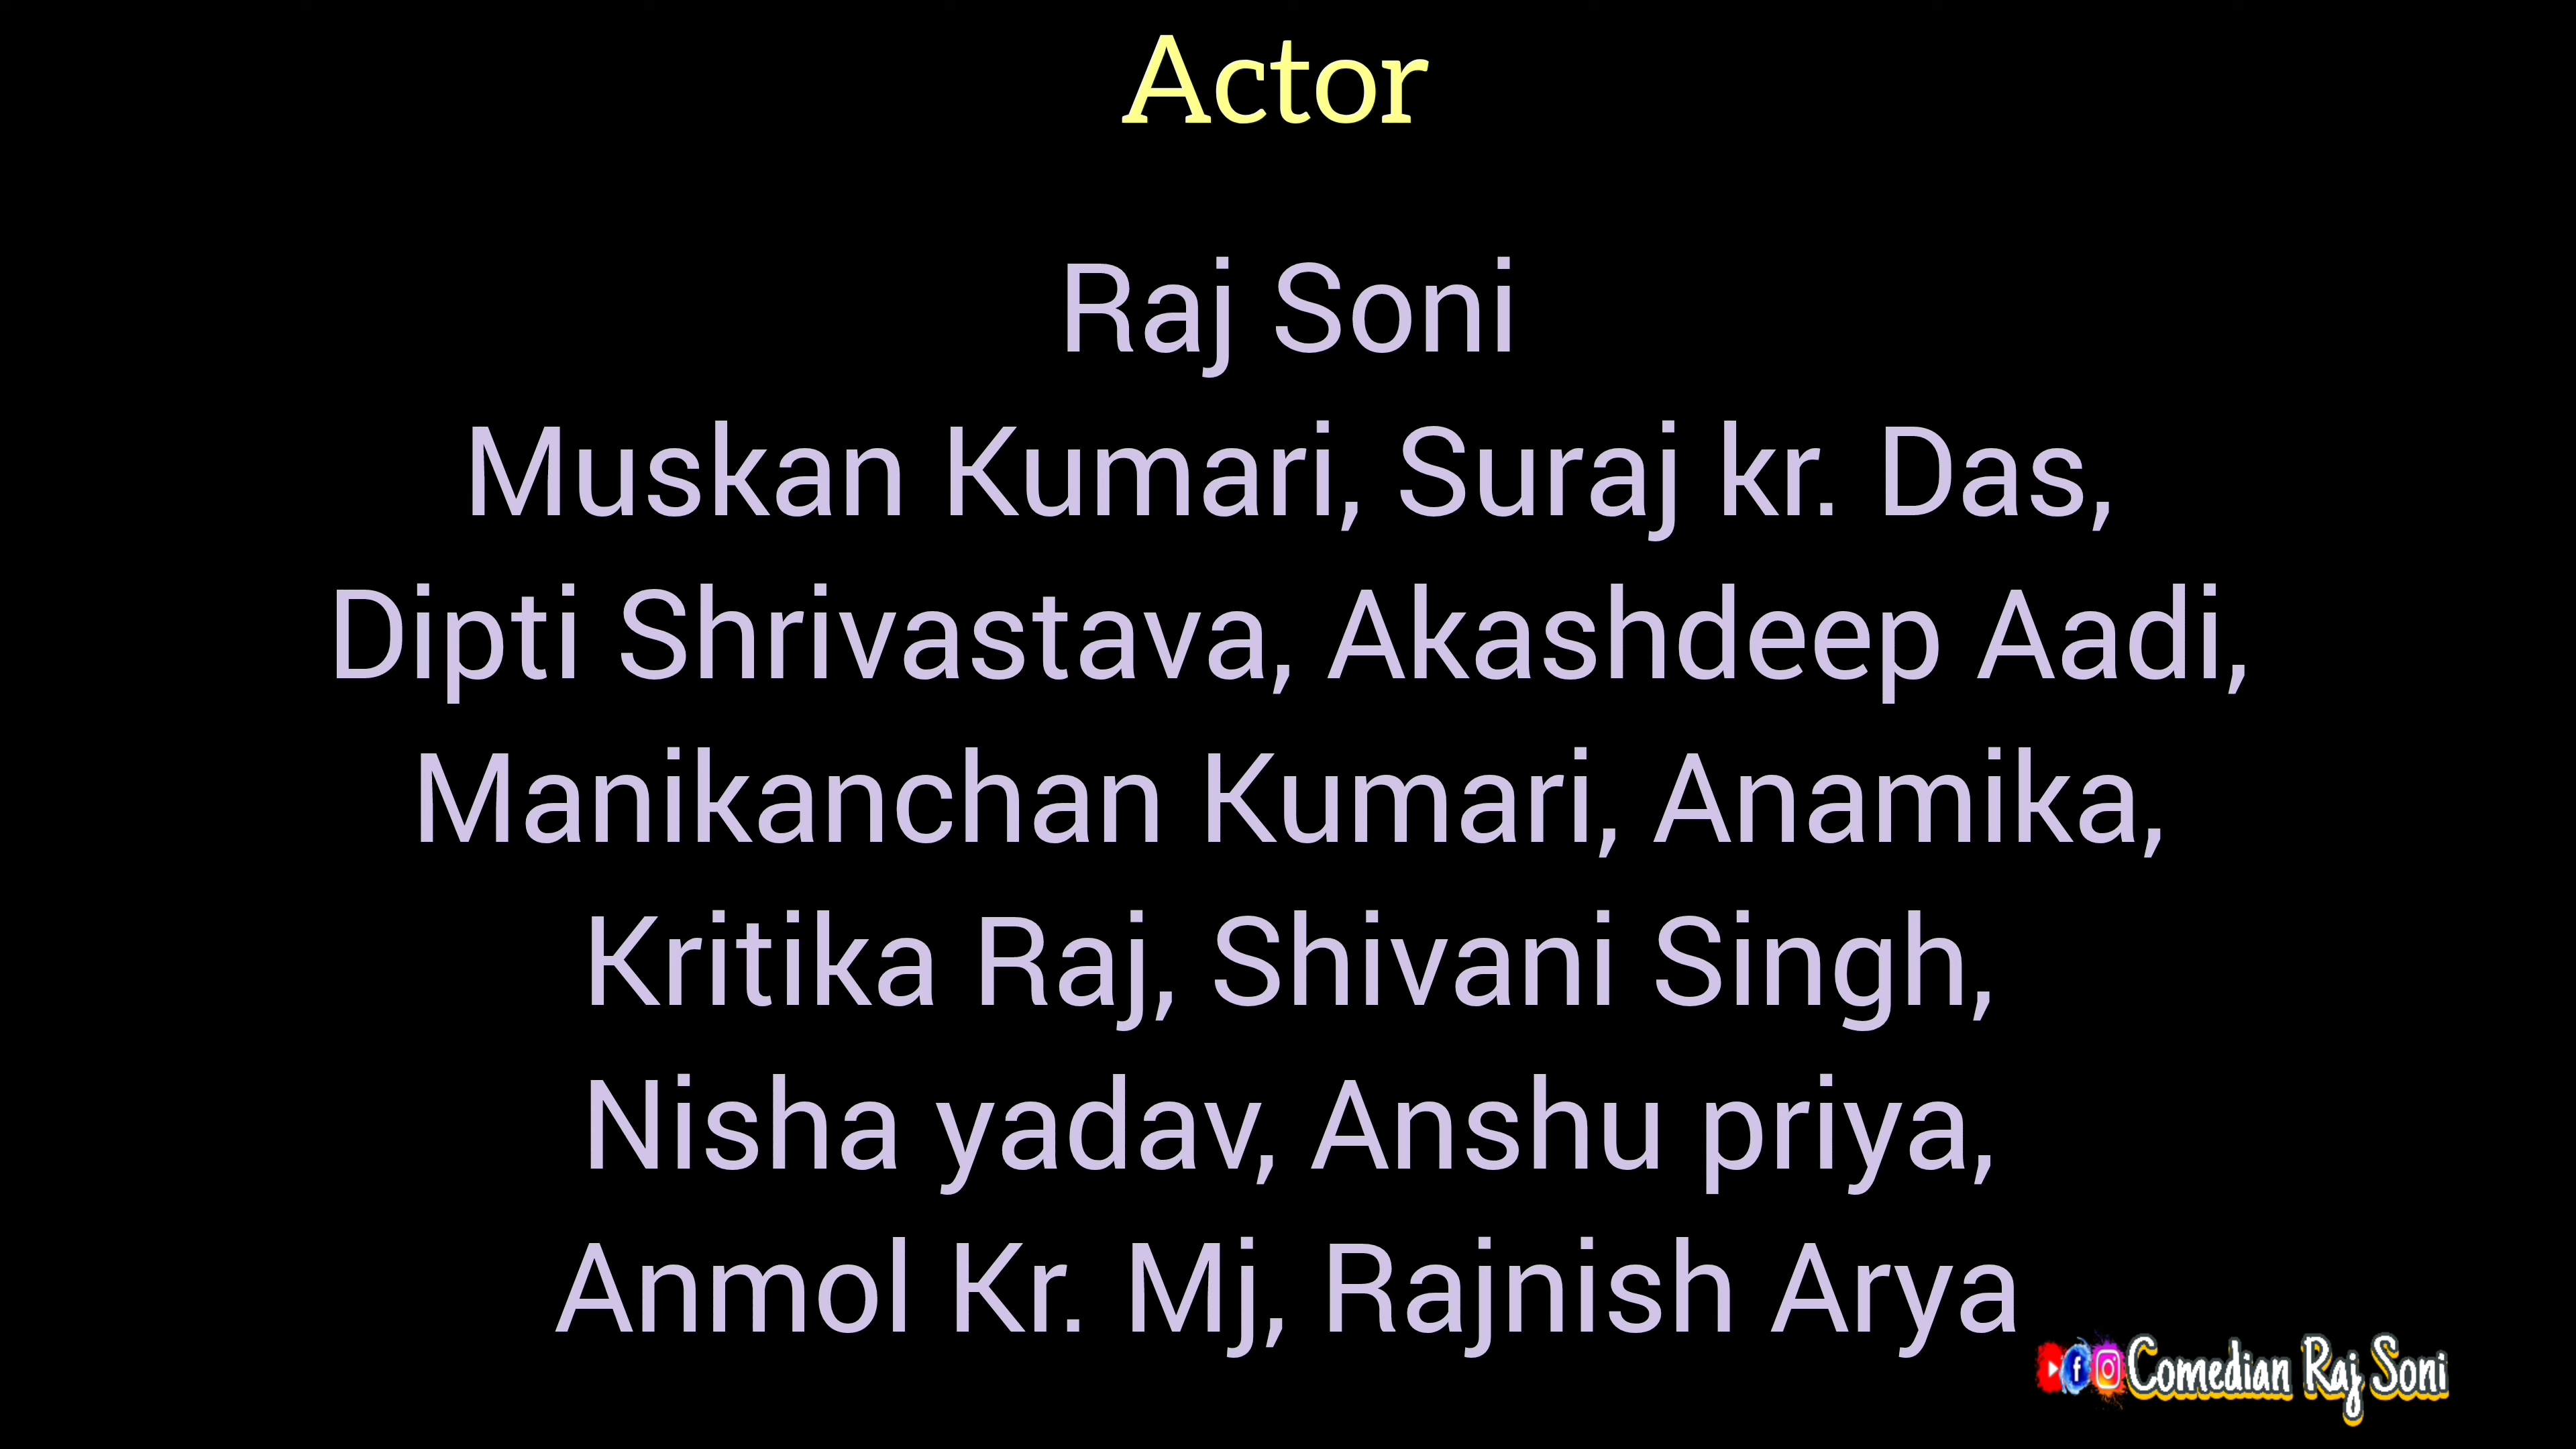 Actor
Raj Soni
Muskan Kumari, Suraj kr. Das,
Dipti Shrivastava, Akashdeep Aadi,
Manikanchan Kumari, Anamika,
Kritika Raj, Shivani Singh,
Nisha yadav, Anshu priya,
Anmol Kr. Mj, Rajnish Arya
Comedian Raj Soni